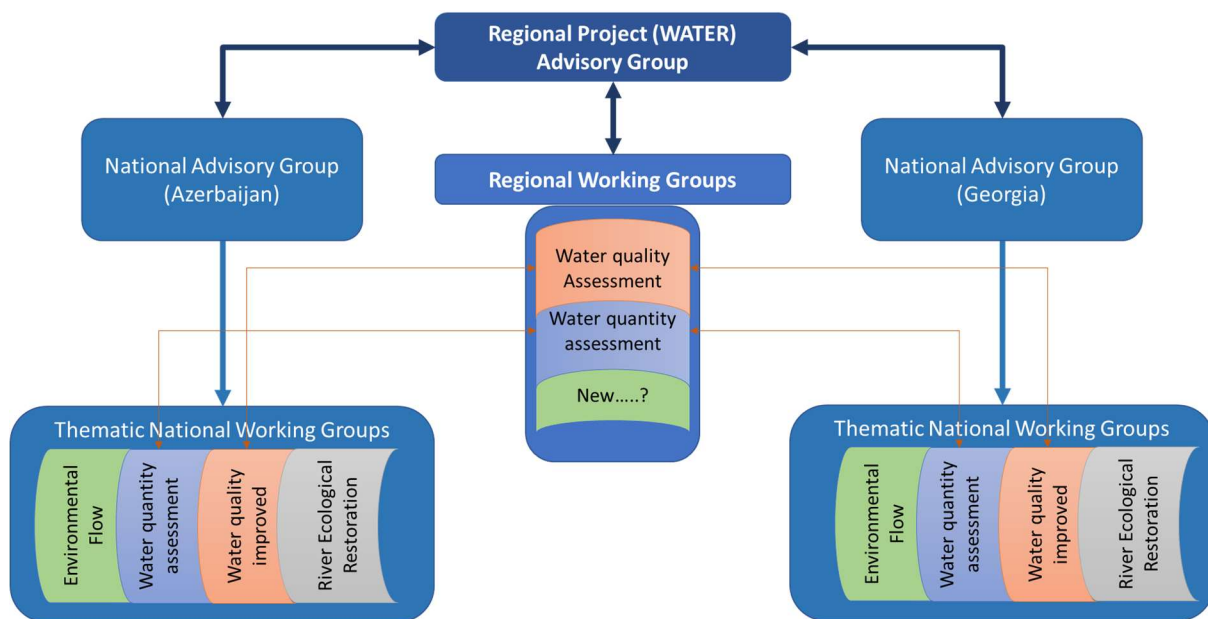 Regional Project (WATER)
Advisory Group
National Advisory Group
(Azerbaijan)
Regional Working Groups
National Advisory Group
(Georgia)
Water quality
Assessment
Water quantity
assessment
New.....?
Thematic National Working Groups
Environmental
Flow
Water quantity
assessment
Water quality
improved
River Ecological
Restoration
Thematic National Working Groups
Environmental
Flow
Water quantity
assessment
Water quality
improved
River Ecological
Restoration